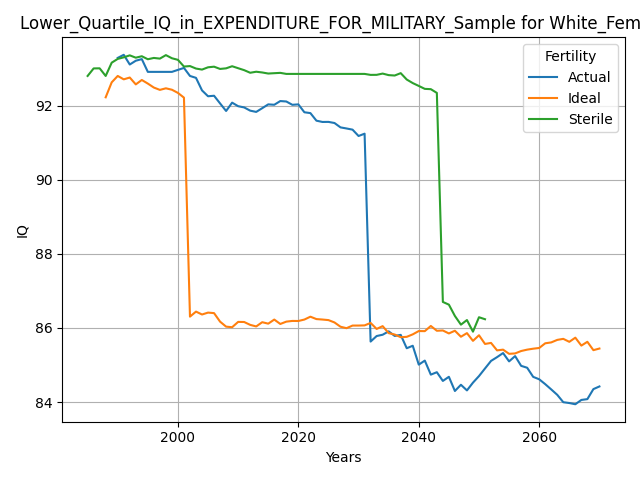 Lower_Quartile_IQ_in_EXPENDITURE_FOR_MILITARY_Sample for White_Fem
Fertility
Actual
Ideal
Sterile
IQ
92
90
88
86
84
2000
2020
2040
2060
Years